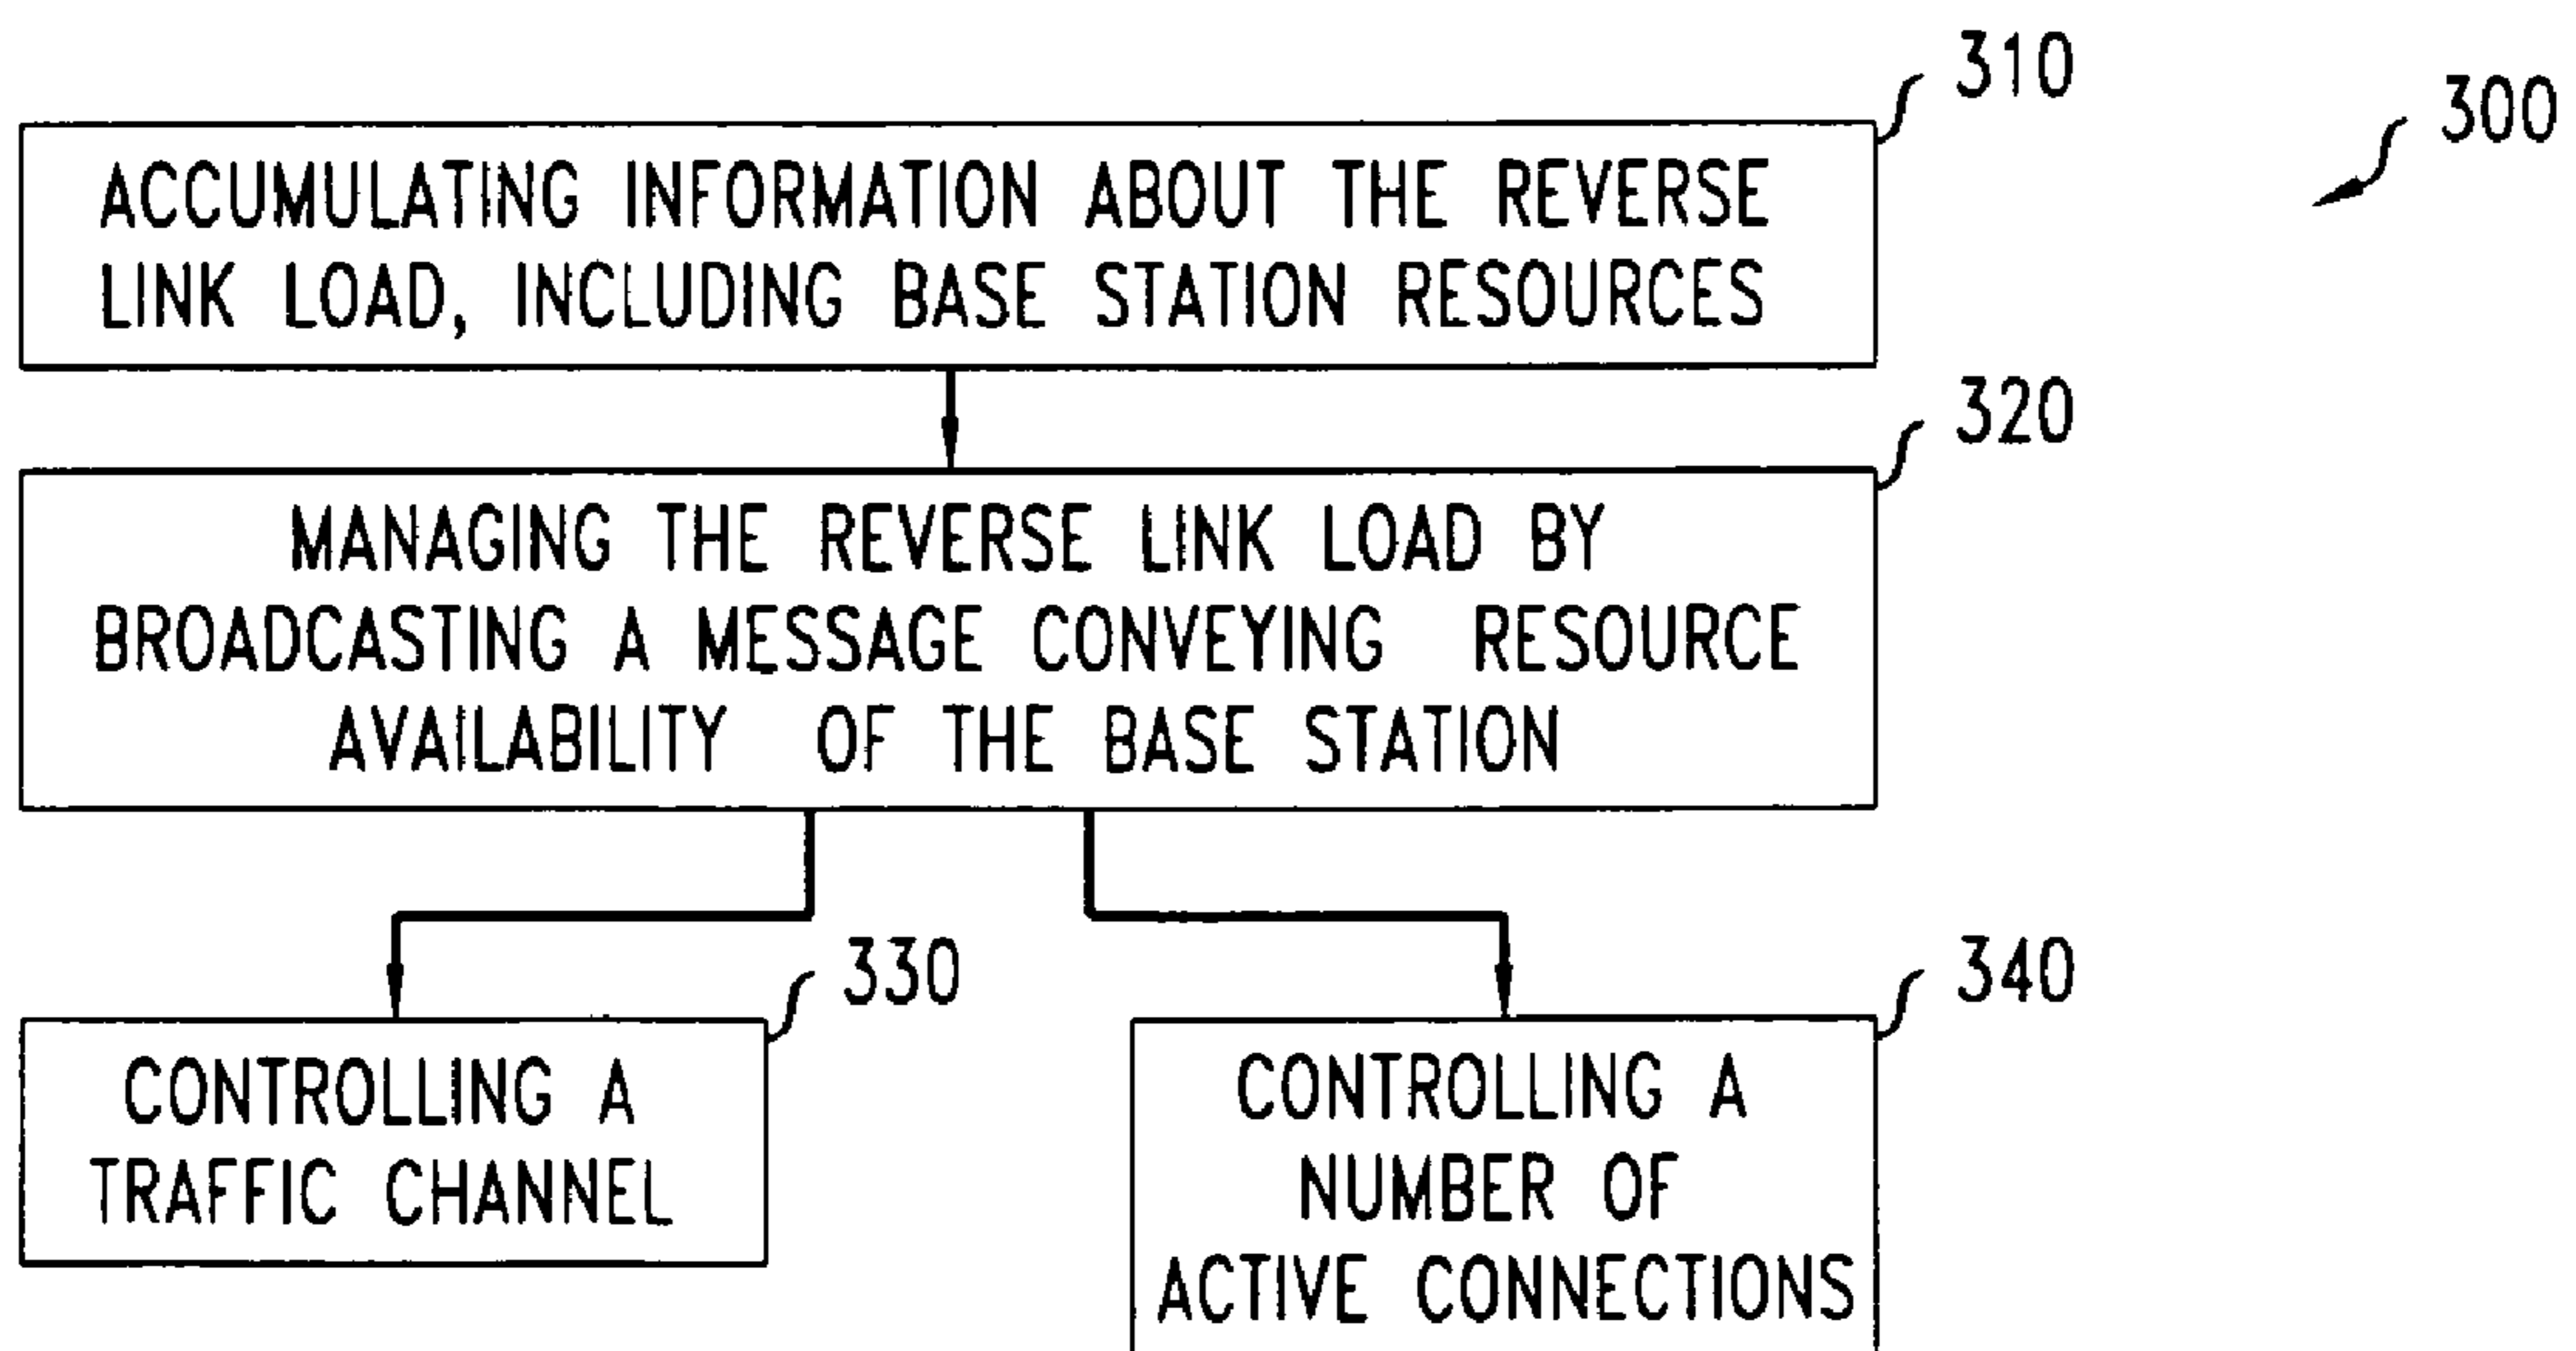 310
300
ACCUMULATING INFORMATION ABOUT THE REVERSE
LINK LOAD, INCLUDING BASE STATION RESOURCES
320
MANAGING THE REVERSE LINK LOAD BY
BROADCASTING A MESSAGE CONVEYING RESOURCE
AVAILABILITY OF THE BASE STATION
330
340
CONTROLLING A
TRAFFIC CHANNEL
CONTROLLING A
NUMBER OF
ACTIVE CONNECTIONS